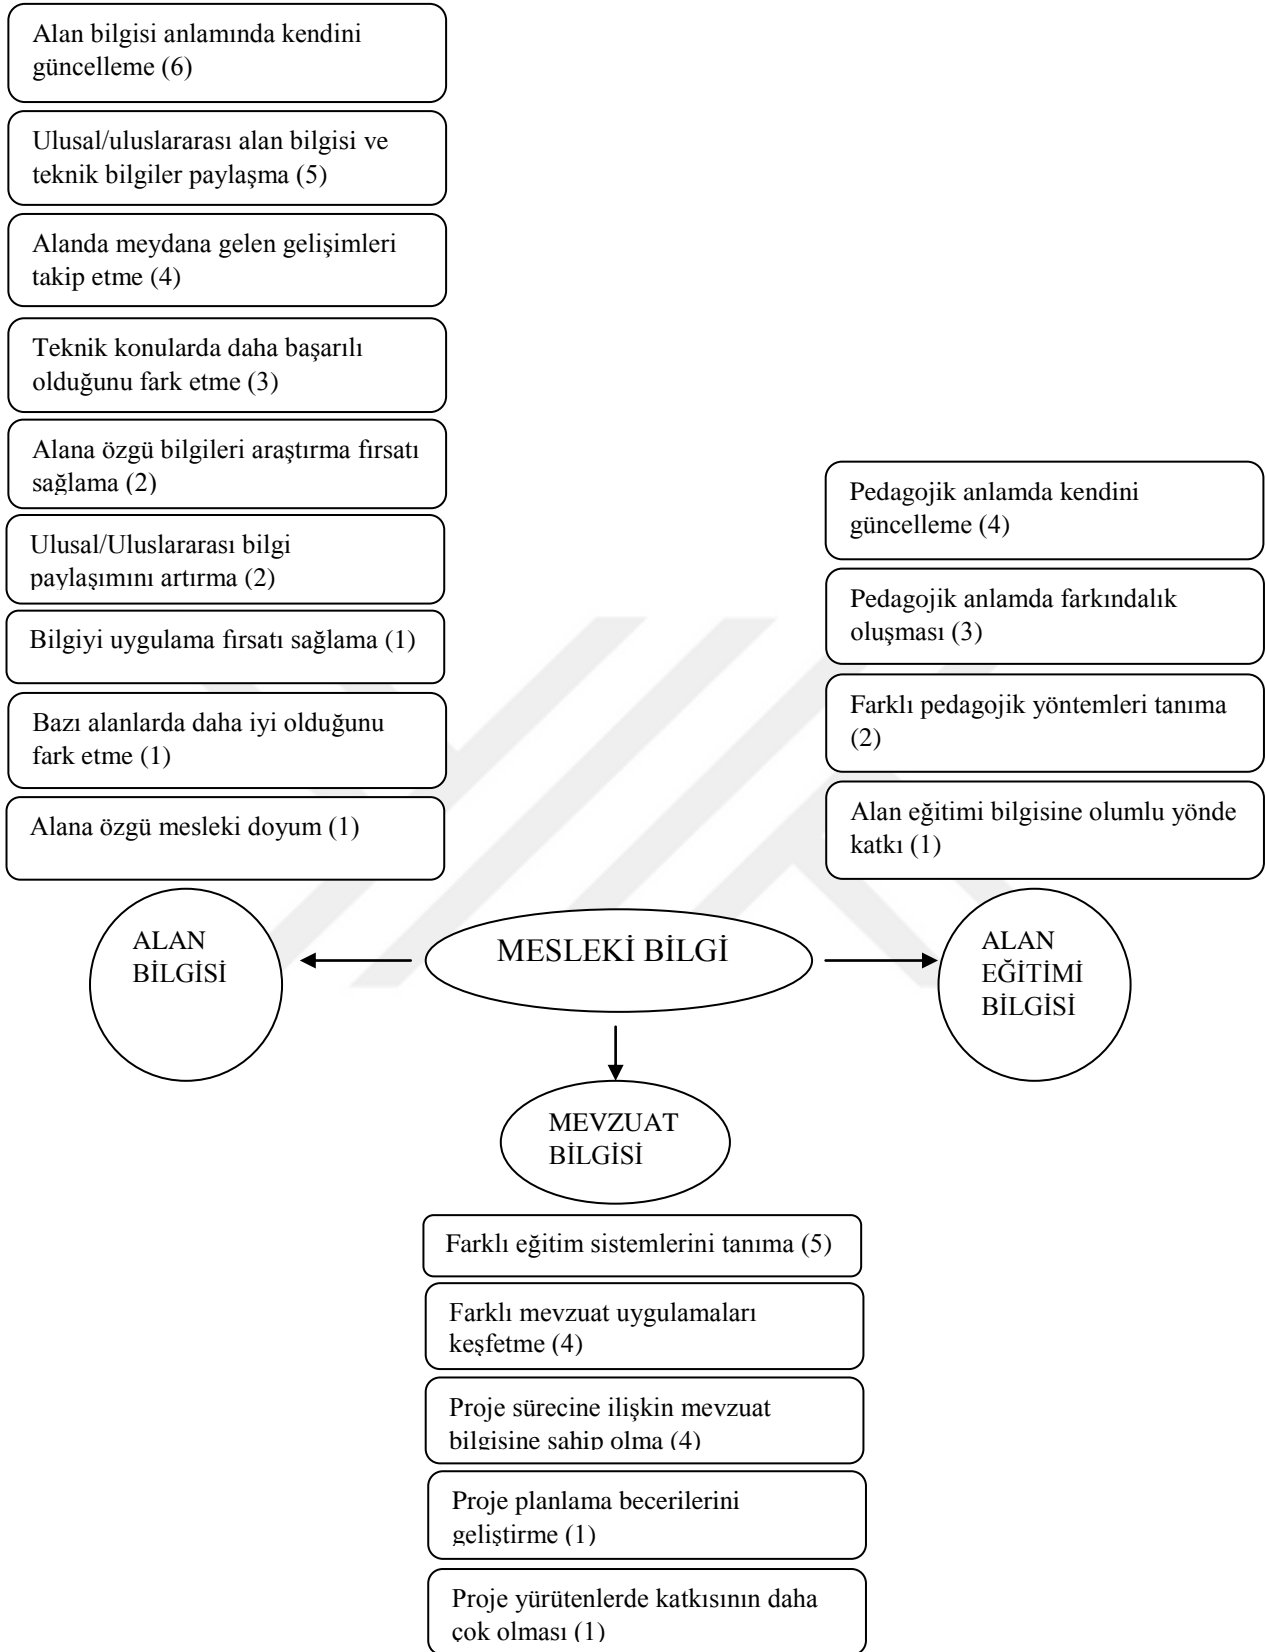 Alan bilgisi anlamında kendini
güncelleme (6)
Ulusal/uluslararası alan bilgisi ve
teknik bilgiler paylaşma (5)
Alanda meydana gelen gelişimleri
takip etme (4)
Teknik konularda daha başarılı
olduğunu fark etme (3)
Alana özgü bilgileri araştırma fırsatı
sağlama (2)
Ulusal/Uluslararası bilgi
paylaşımını artırma (2)
Bilgiyi uygulama fırsatı sağlama (1)
Bazı alanlarda daha iyi olduğunu
fark etme (1)
Alana özgü mesleki doyum (1)
Pedagojik anlamda kendini
güncelleme (4)
Pedagojik anlamda farkındalık
oluşması (3)
Farklı pedagojik yöntemleri tanıma
(2)
Alan eğitimi bilgisine olumlu yönde
katkı (1)
ALAN
BİLGİSİ
MESLEKİ BİLGİ
ALAN
EĞİTİMİ
BİLGİSİ
MEVZUAT
BİLGİSİ
Farklı eğitim sistemlerini tanıma (5)
Farklı mevzuat uygulamaları
keşfetme (4)
Proje sürecine ilişkin mevzuat
bilgisine sahip olma (4)
Proje planlama becerilerini
geliştirme (1)
Proje yürütenlerde katkısının daha
çok olması (1)